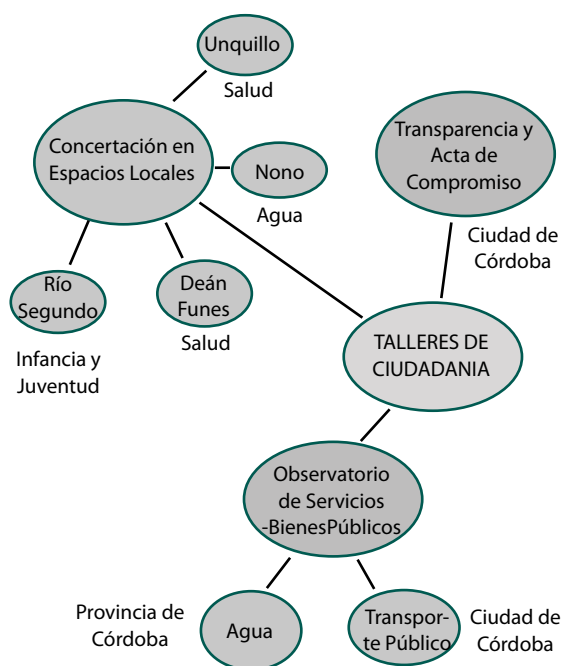 Unquillo
Salud
Concertación en
Espacios Locales
Nono
Agua
Río
Segundo
Infancia y
Juventud
Deán
Funes
Salud
Transparencia y
Acta de
Compromiso
Ciudad de
Córdoba
TALLERES DE
CIUDADANIA
Observatorio
de Servicios
-BienesPúblicos
Provincia de
Córdoba
Agua
Transpor-
te Público
Ciudad de
Córdoba